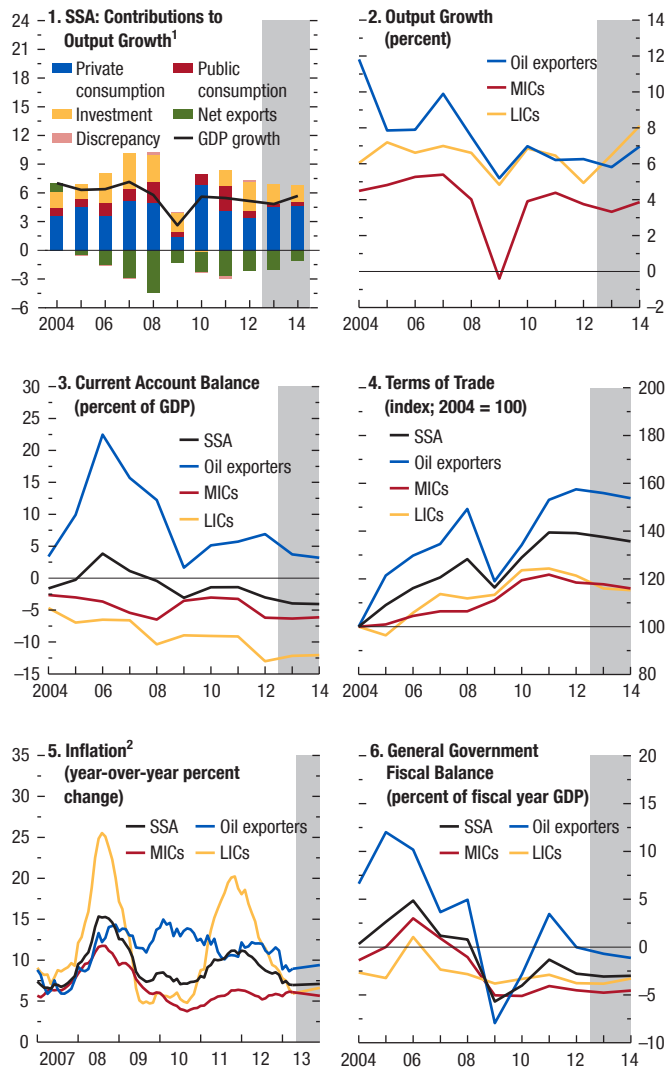 1. SSA: Contributions to
Output Growth¹
Private consumption
Public consumption
Investment
Net exports
Discrepancy
GDP growth
24
21
18
15
12
9
6
3
0
–3
–6
2004 06 08 10 12 14
2. Output Growth
(percent)
Oil exporters
MICs
LICs
14
12
10
8
6
4
2
0
–2
2004 06 08 10 12 14
3. Current Account Balance
(percent of GDP)
SSA
Oil exporters
MICs
LICs
30
25
20
15
10
5
0
–5
–10
–15
2004 06 08 10 12 14
4. Terms of Trade
(index; 2004 = 100)
SSA
Oil exporters
MICs
LICs
200
180
160
140
120
100
80
2004 06 08 10 12 14
5. Inflation²
(year-over-year percent
change)
SSA Oil exporters
MICs LICs
35
30
25
20
15
10
5
0
2007 08 09 10 11 12 13
6. General Government
Fiscal Balance
(percent of fiscal year GDP)
SSA Oil exporters
MICs LICs
20
15
10
5
0
–5
–10
2004 06 08 10 12 14